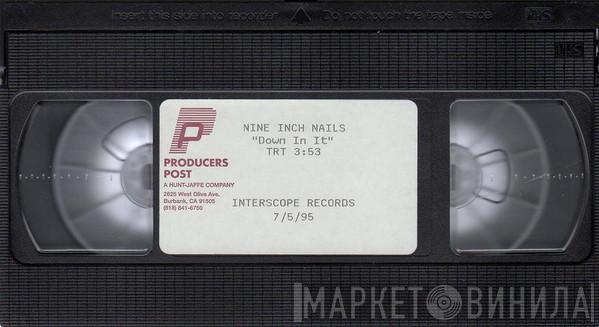 Insert this side into recorder
Do not touch the tape inside
VHS
VHS
P
PRODUCERS
POST
A HUNT-JAFFE COMPANY
2625 West Olive Ave.
Burbank, CA 91505
(818) 841-6750
NINE INCH NAILS
"Down In It"
TRT 3:53
INTERSCOPE RECORDS
7/5/95
МАРКЕТ ВИНИЛА